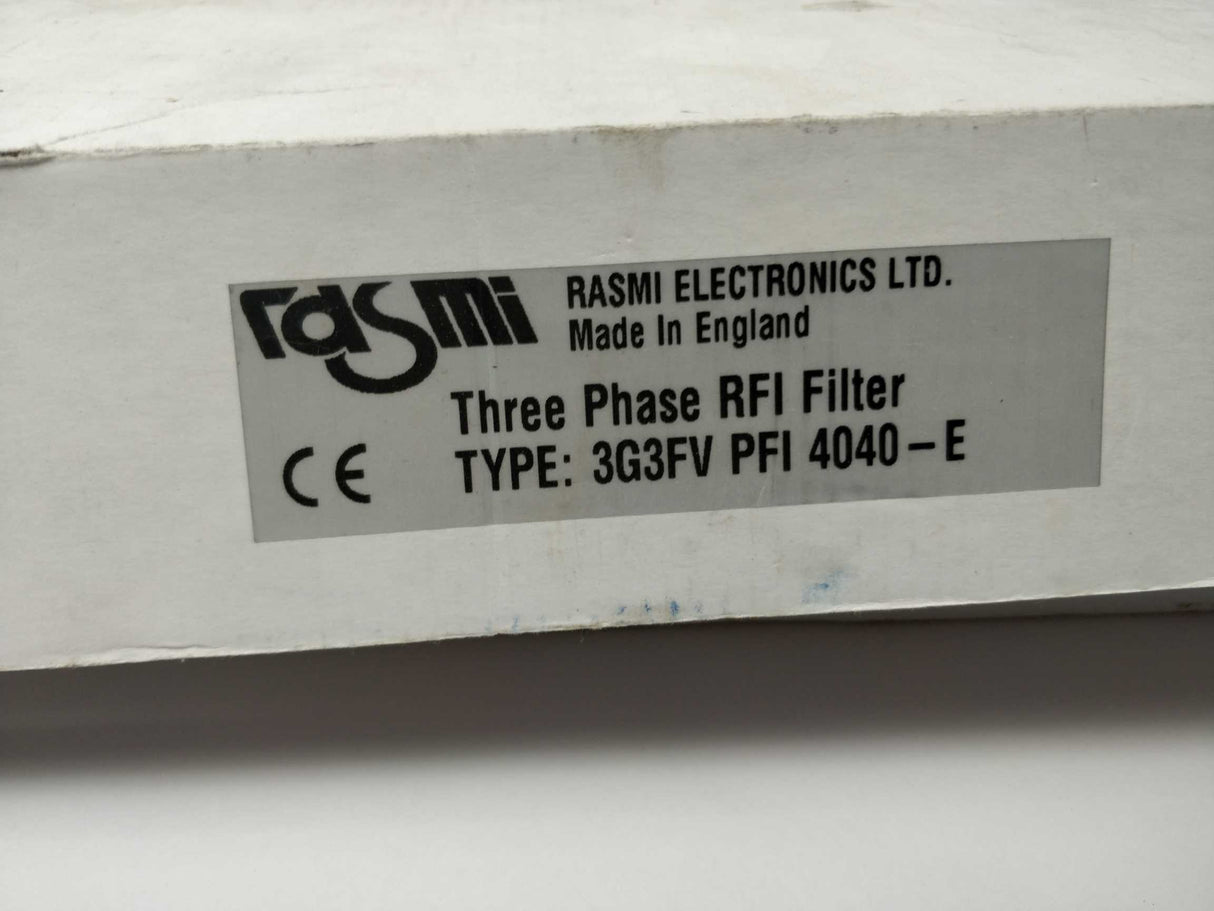 rasmi
RASMI ELECTRONICS LTD.
Made In England
Three Phase RFI Filter
CE
TYPE: 3G3FV PFI 4040-E